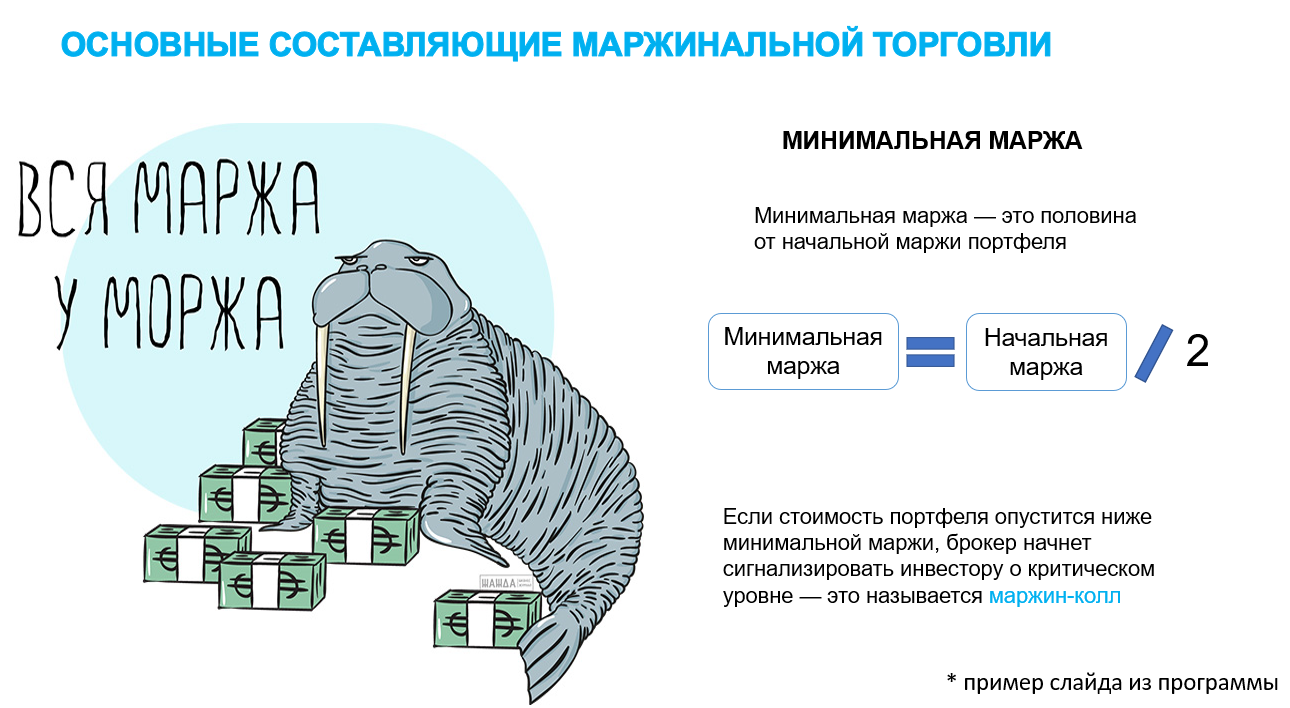 ОСНОВНЫЕ СОСТАВЛЯЮЩИЕ МАРЖИНАЛЬНОЙ ТОРГОВЛИ
ВСЯ МАРЖА
У МОРЖА
ЖАЖДА
МИНИМАЛЬНАЯ МАРЖА
Минимальная маржа — это половина
от начальной маржи портфеля
Минимальная
маржа
=
Начальная
маржа
/
2
Если стоимость портфеля опустится ниже
минимальной маржи, брокер начнет
сигнализировать инвестору о критическом
уровне — это называется маржин-колл
* пример слайда из программы